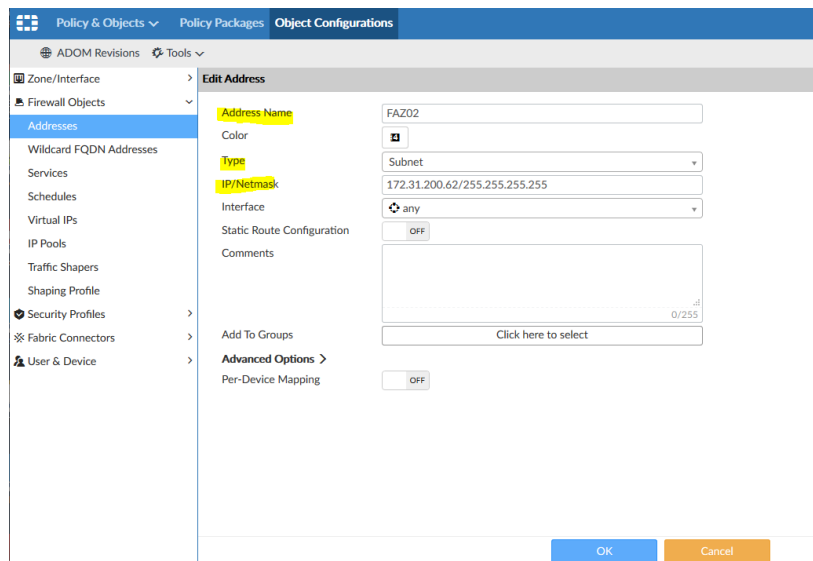 Policy & Objects Policy Packages Object Configurations
ADOM Revisions Tools
Zone/Interface
Firewall Objects
Addresses
Wildcard FQDN Addresses
Services
Schedules
Virtual IPs
IP Pools
Traffic Shapers
Shaping Profile
Security Profiles
Fabric Connectors
User & Device
Edit Address
Address Name FAZ02
Color
Type Subnet
IP/Netmask 172.31.200.62/255.255.255.255
Interface any
Static Route Configuration OFF
Comments
0/255
Add To Groups Click here to select
Advanced Options >
Per-Device Mapping OFF
OK Cancel